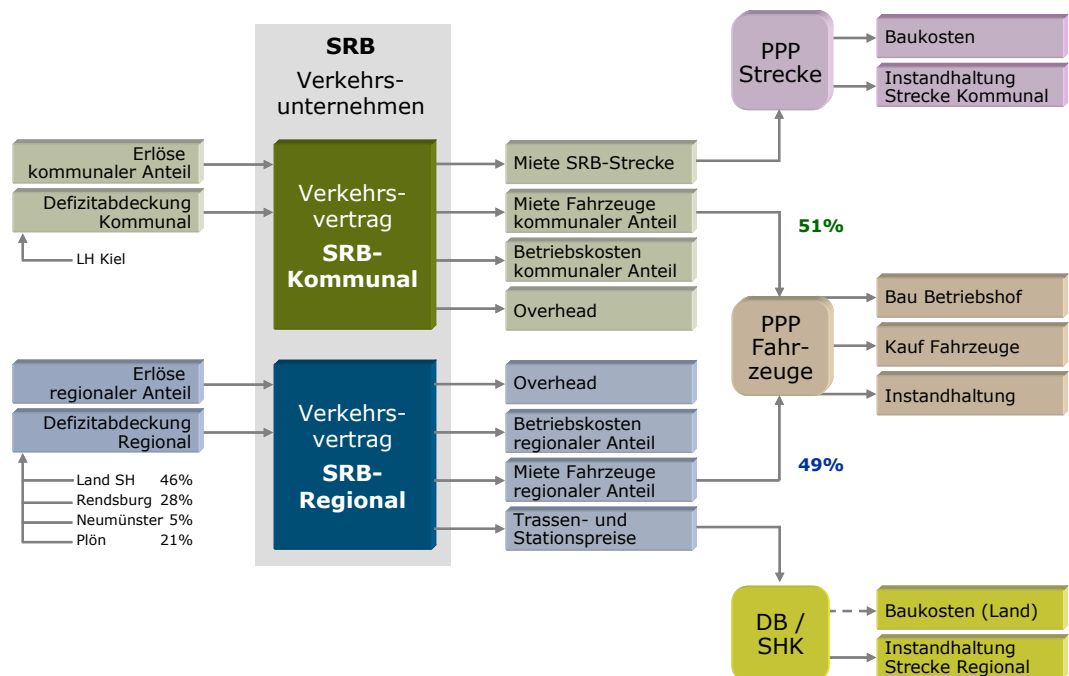 SRB
Verkehrs-
unternehmen
Erlöse
kommunaler Anteil
Defizitabdeckung
Kommunal
LH Kiel
Verkehrs-
vertrag
SRB-
Kommunal
Miete SRB-Strecke
Miete Fahrzeuge
kommunaler Anteil
Betriebskosten
kommunaler Anteil
Overhead
PPP
Strecke
Baukosten
Instandhaltung
Strecke Kommunal
51%
PPP
Fahr-
zeuge
Bau Betriebshof
Kauf Fahrzeuge
Instandhaltung
49%
Erlöse
regionaler Anteil
Defizitabdeckung
Regional
Land SH 46%
Rendsburg 28%
Neumünster 5%
Plön 21%
Verkehrs-
vertrag
SRB-
Regional
Overhead
Betriebskosten
regionaler Anteil
Miete Fahrzeuge
regionaler Anteil
Trassen- und
Stationspreise
DB /
SHK
Baukosten (Land)
Instandhaltung
Strecke Regional